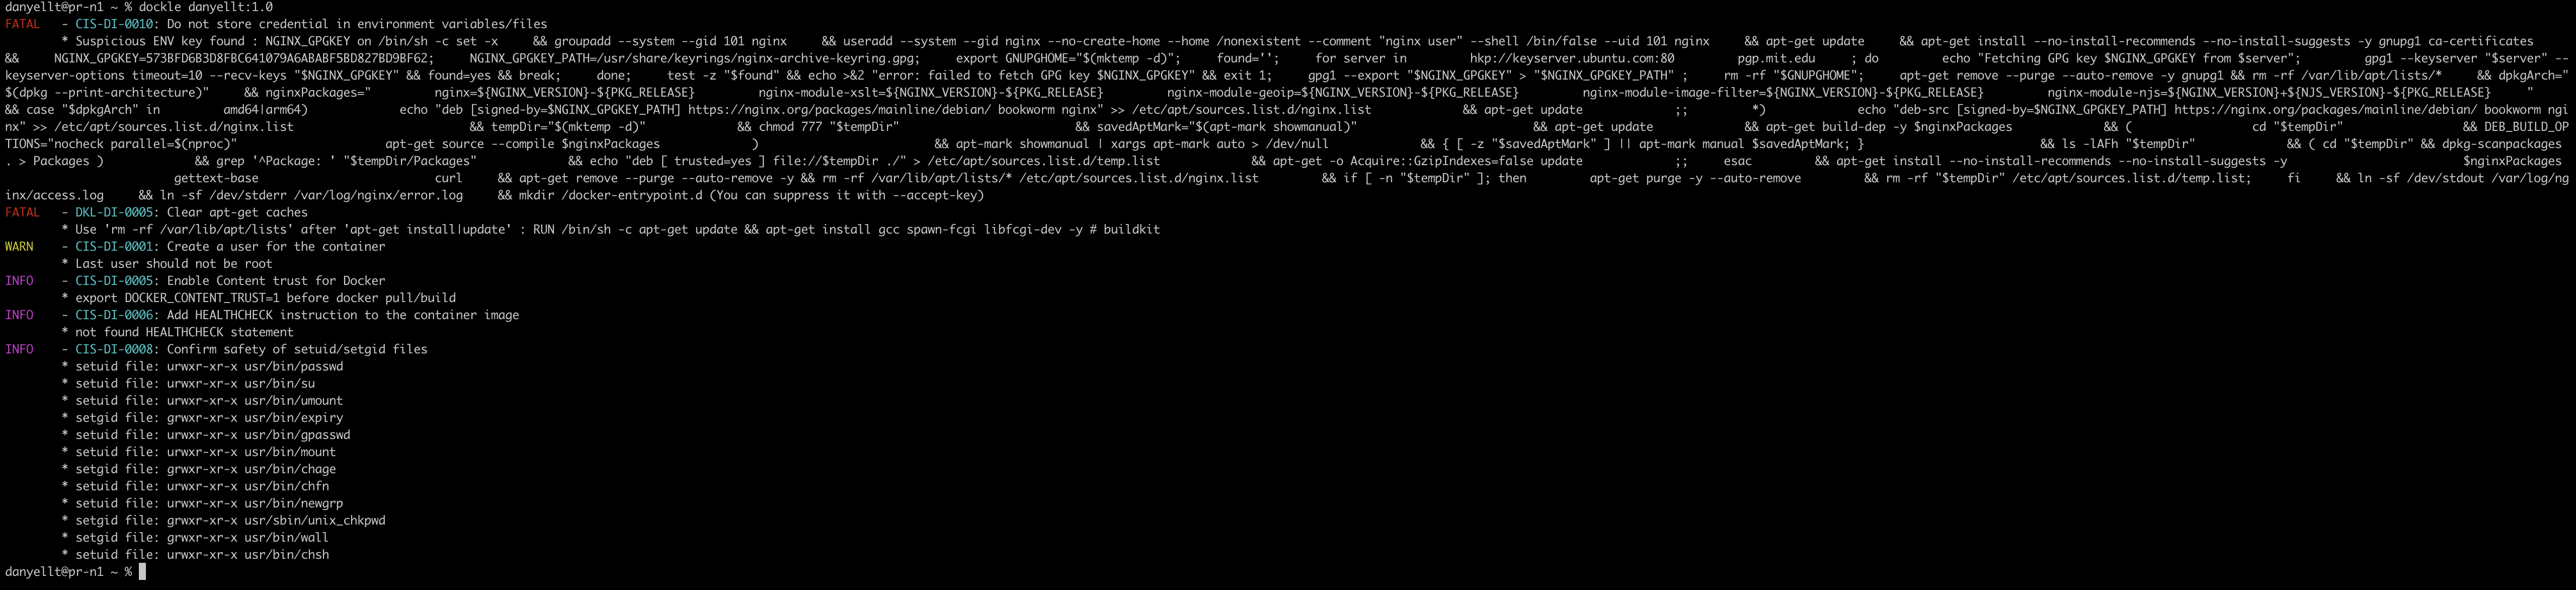 danyellt@pr-n1 ~ % dockle danyellt:1.0
FATAL - CIS-DI-0010: Do not store credential in environment variables/files
* Suspicious ENV key found : NGINX_GPGKEY on /bin/sh -c set -x && groupadd --system --gid 101 nginx && useradd --system --gid nginx --no-create-home --home /nonexistent --comment "nginx user" --shell /bin/false --uid 101 nginx && apt-get update && apt-get install --no-install-recommends --no-install-suggests -y gnupg1 ca-certificates
&& NGINX_GPGKEY=573BFD6B3D8FBC641079A6ABABF5BD827BD9BF62; NGINX_GPGKEY_PATH=/usr/share/keyrings/nginx-archive-keyring.gpg; export GNUPGHOME="$(mktemp -d)"; found=''; for server in hkp://keyserver.ubuntu.com:80 pgp.mit.edu ; do echo "Fetching GPG key $NGINX_GPGKEY from $server"; gpg1 --keyserver "$server" --
keyserver-options timeout=10 --recv-keys "$NGINX_GPGKEY" && found=yes && break; done; test -z "$found" && echo >&2 "error: failed to fetch GPG key $NGINX_GPGKEY" && exit 1; gpg1 --export "$NGINX_GPGKEY" > "$NGINX_GPGKEY_PATH" ; rm -rf "$GNUPGHOME"; apt-get remove --purge --auto-remove -y gnupg1 && rm -rf /var/lib/apt/lists/* && dpkgArch="
$(dpkg --print-architecture)" && nginxPackages=" nginx=${NGINX_VERSION}-${PKG_RELEASE} nginx-module-xslt=${NGINX_VERSION}-${PKG_RELEASE} nginx-module-geoip=${NGINX_VERSION}-${PKG_RELEASE} nginx-module-image-filter=${NGINX_VERSION}-${PKG_RELEASE} nginx-module-njs=${NGINX_VERSION}+${NJS_VERSION}-${PKG_RELEASE} "
&& case "$dpkgArch" in amd64|arm64) echo "deb [signed-by=$NGINX_GPGKEY_PATH] https://nginx.org/packages/mainline/debian/ bookworm nginx" >> /etc/apt/sources.list.d/nginx.list && apt-get update ;; *) echo "deb-src [signed-by=$NGINX_GPGKEY_PATH] https://nginx.org/packages/mainline/debian/ bookworm ngi
nx" >> /etc/apt/sources.list.d/nginx.list && tempDir="$(mktemp -d)" && chmod 777 "$tempDir" && savedAptMark="$(apt-mark showmanual)" && apt-get update && apt-get build-dep -y $nginxPackages && ( cd "$tempDir" && DEB_BUILD_OP
TIONS="nocheck parallel=$(nproc)" apt-get source --compile $nginxPackages ) && apt-mark showmanual | xargs apt-mark auto > /dev/null && { [ -z "$savedAptMark" ] || apt-mark manual $savedAptMark; } && ls -lAFh "$tempDir" && ( cd "$tempDir" && dpkg-scanpackages
. > Packages ) && grep '^Package: ' "$tempDir/Packages" && echo "deb [ trusted=yes ] file://$tempDir ./" > /etc/apt/sources.list.d/temp.list && apt-get -o Acquire::GzipIndexes=false update ;; esac && apt-get install --no-install-recommends --no-install-suggests -y $nginxPackages
gettext-base curl && apt-get remove --purge --auto-remove -y && rm -rf /var/lib/apt/lists/* /etc/apt/sources.list.d/nginx.list && if [ -n "$tempDir" ]; then apt-get purge -y --auto-remove && rm -rf "$tempDir" /etc/apt/sources.list.d/temp.list; fi && ln -sf /dev/stdout /var/log/ng
inx/access.log && ln -sf /dev/stderr /var/log/nginx/error.log && mkdir /docker-entrypoint.d (You can suppress it with --accept-key)
FATAL - DKL-DI-0005: Clear apt-get caches
* Use 'rm -rf /var/lib/apt/lists' after 'apt-get install|update' : RUN /bin/sh -c apt-get update && apt-get install gcc spawn-fcgi libfcgi-dev -y # buildkit
WARN - CIS-DI-0001: Create a user for the container
* Last user should not be root
INFO - CIS-DI-0005: Enable Content trust for Docker
* export DOCKER_CONTENT_TRUST=1 before docker pull/build
INFO - CIS-DI-0006: Add HEALTHCHECK instruction to the container image
* not found HEALTHCHECK statement
INFO - CIS-DI-0008: Confirm safety of setuid/setgid files
* setuid file: urwxr-xr-x usr/bin/passwd
* setuid file: urwxr-xr-x usr/bin/su
* setuid file: urwxr-xr-x usr/bin/umount
* setgid file: grwxr-xr-x usr/bin/expiry
* setuid file: urwxr-xr-x usr/bin/gpasswd
* setuid file: urwxr-xr-x usr/bin/mount
* setgid file: grwxr-xr-x usr/bin/chage
* setuid file: urwxr-xr-x usr/bin/chfn
* setuid file: urwxr-xr-x usr/bin/newgrp
* setgid file: grwxr-xr-x usr/sbin/unix_chkpwd
* setgid file: grwxr-xr-x usr/bin/wall
* setuid file: urwxr-xr-x usr/bin/chsh
danyellt@pr-n1 ~ %